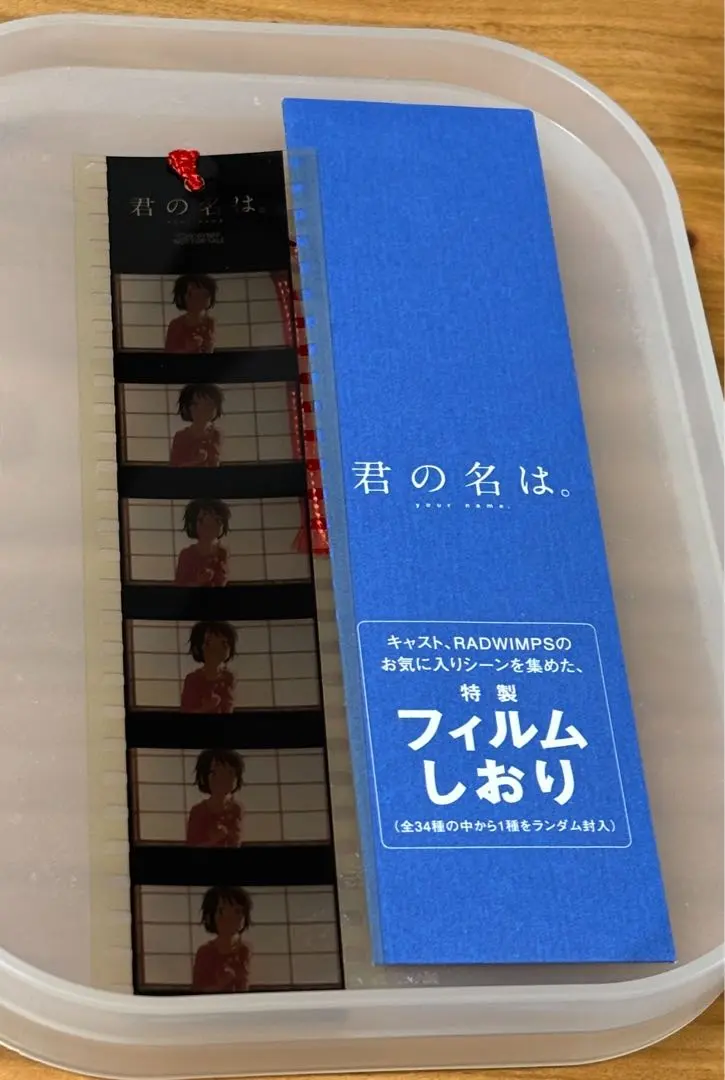 君の名は。
君の名は。
your name.
キャスト、RADWIMPSの
お気に入りシーンを集めた、
特製
フィルム
しおり
(全34種の中から1種をランダム封入)